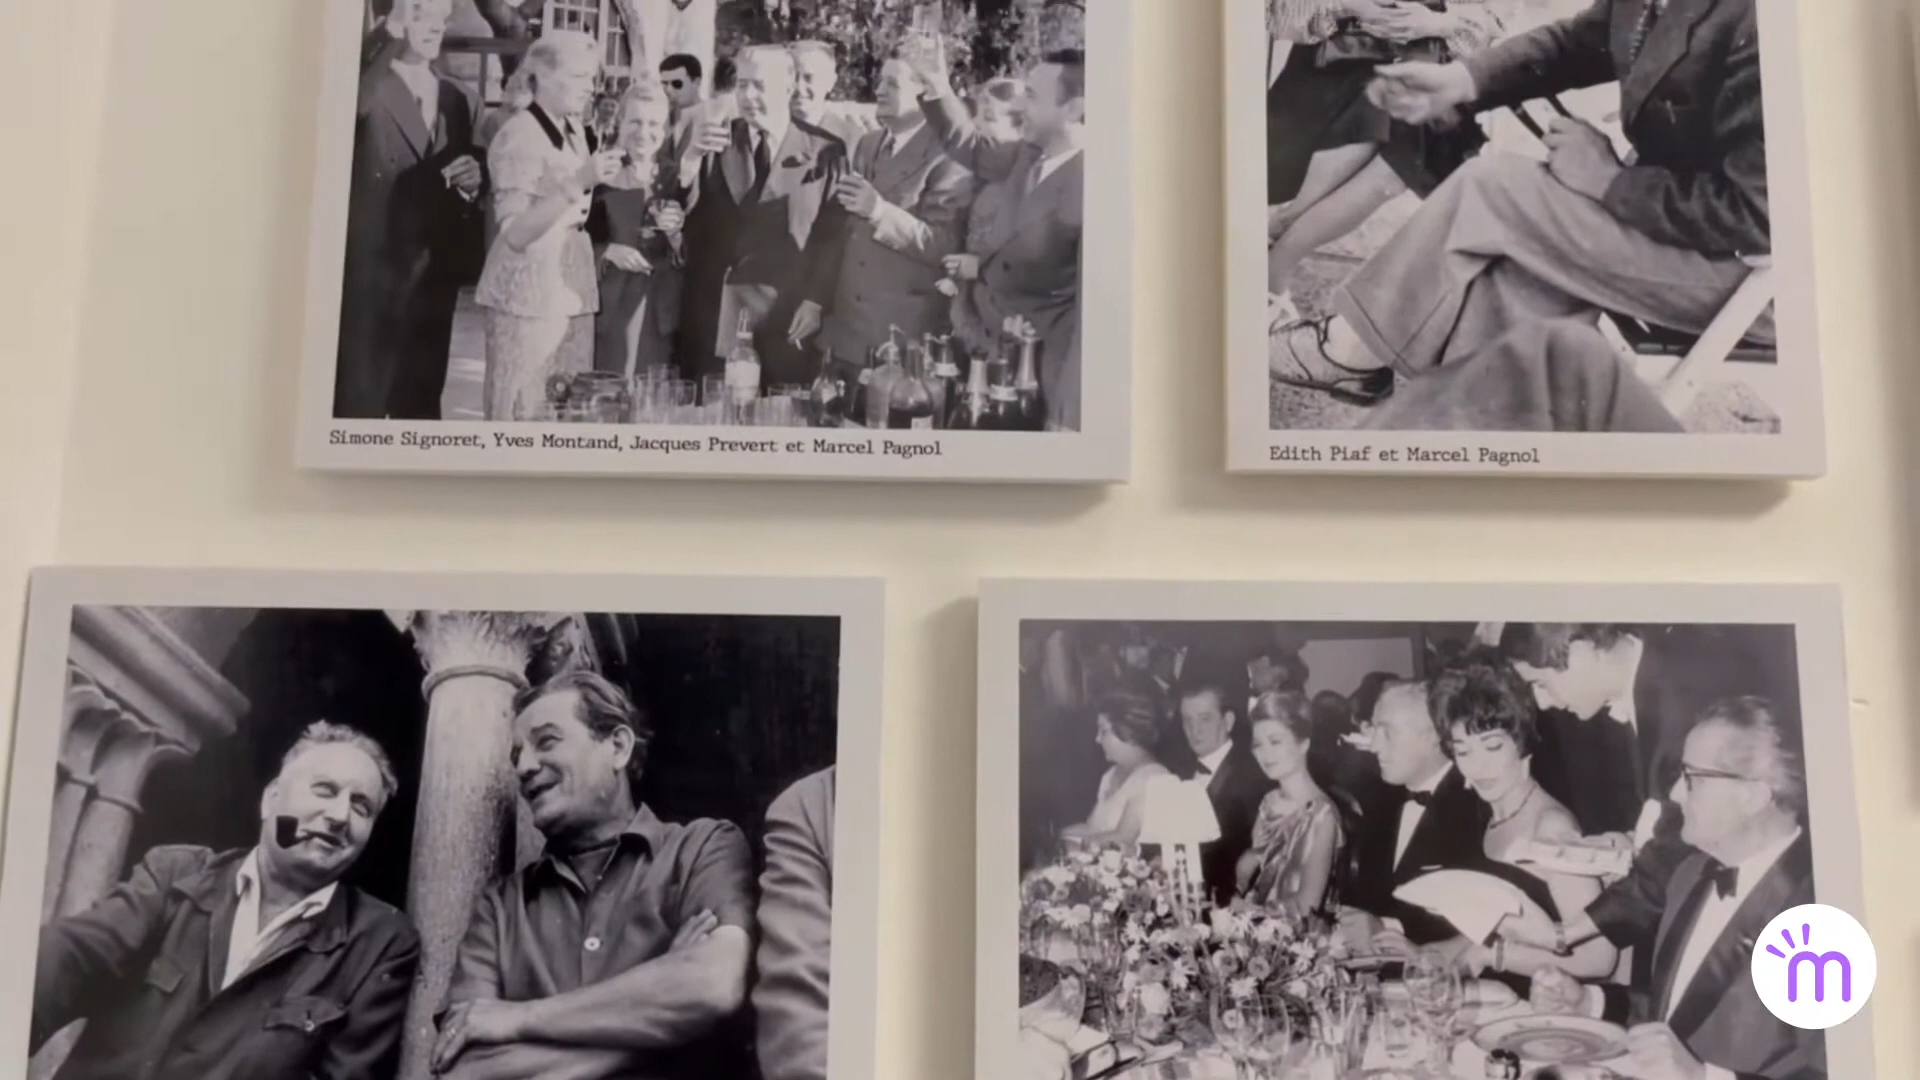 Simone Signoret, Yves Montand, Jacques Prevert et Marcel Pagnol
Edith Piaf et Marcel Pagnol
m